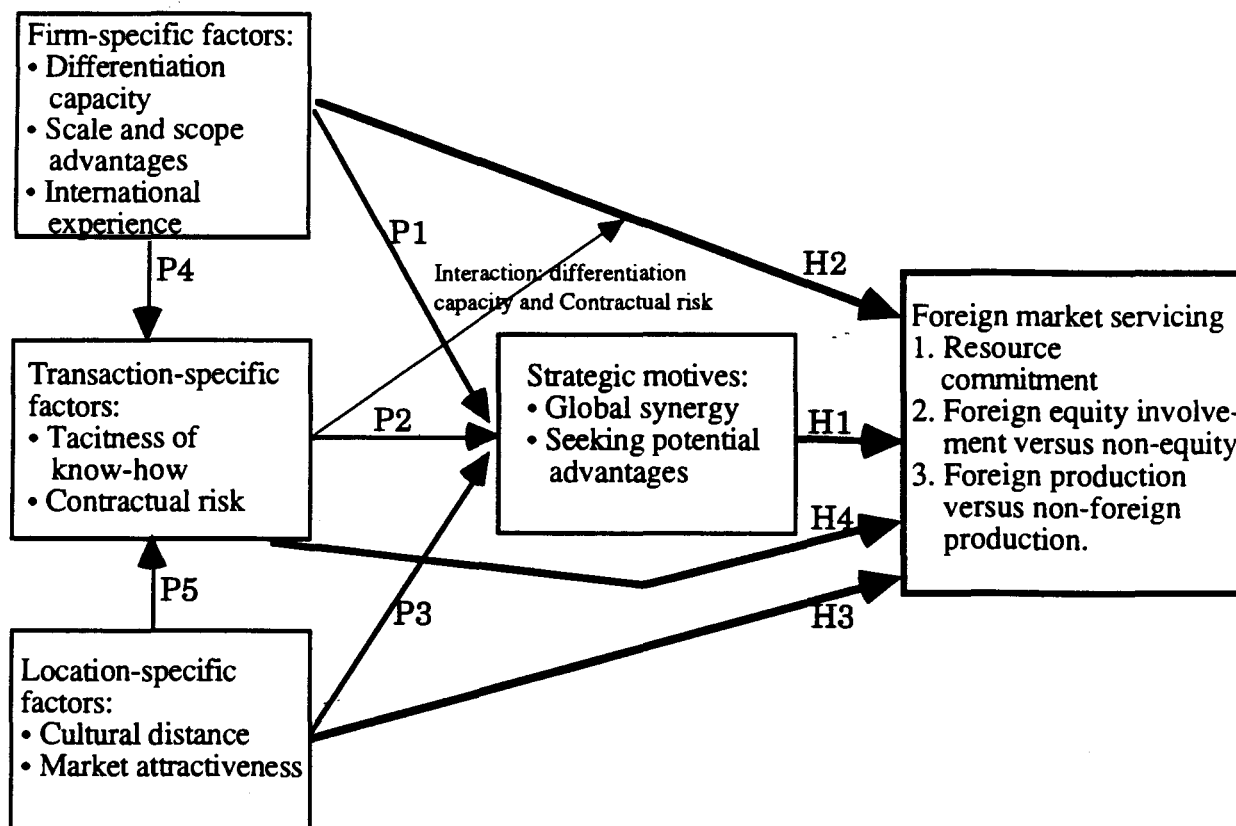 Firm-specific factors:
• Differentiation
capacity
• Scale and scope
advantages
• International
experience
P4
P1
Interaction: differentiation
capacity and Contractual risk
H2
Transaction-specific
factors:
• Tacitness of
know-how
• Contractual risk
P2
Strategic motives:
• Global synergy
• Seeking potential
advantages
H1
Foreign market servicing
1. Resource
commitment
2. Foreign equity involve-
ment versus non-equity
3. Foreign production
versus non-foreign
production.
H4
P5
P3
H3
Location-specific
factors:
• Cultural distance
• Market attractiveness